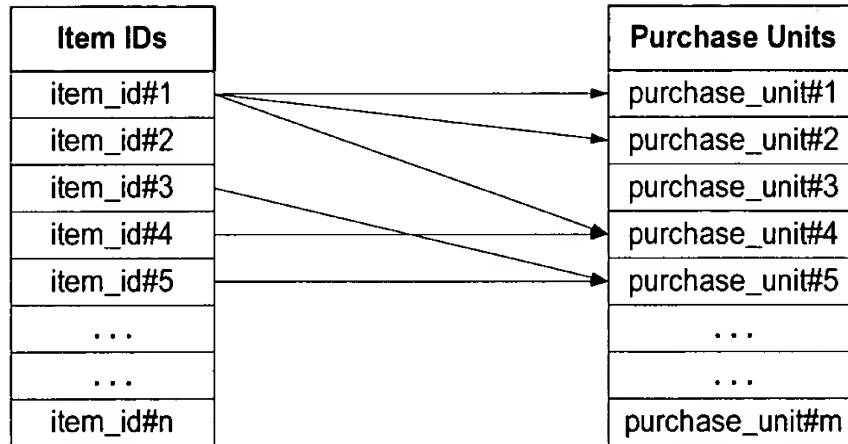 Item IDs
item_id#1
item_id#2
item_id#3
item_id#4
item_id#5
. . .
. . .
item_id#n
Purchase Units
purchase_unit#1
purchase_unit#2
purchase_unit#3
purchase_unit#4
purchase_unit#5
. . .
. . .
purchase_unit#m